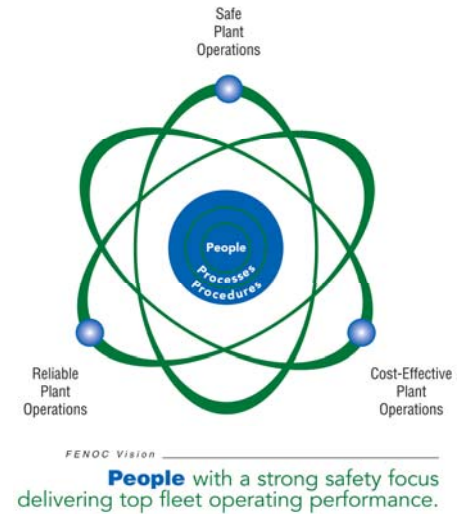 Safe
Plant
Operations
People
Processes
Procedures
Reliable
Plant
Operations
Cost-Effective
Plant
Operations
FENOC Vision
People with a strong safety focus
delivering top fleet operating performance.